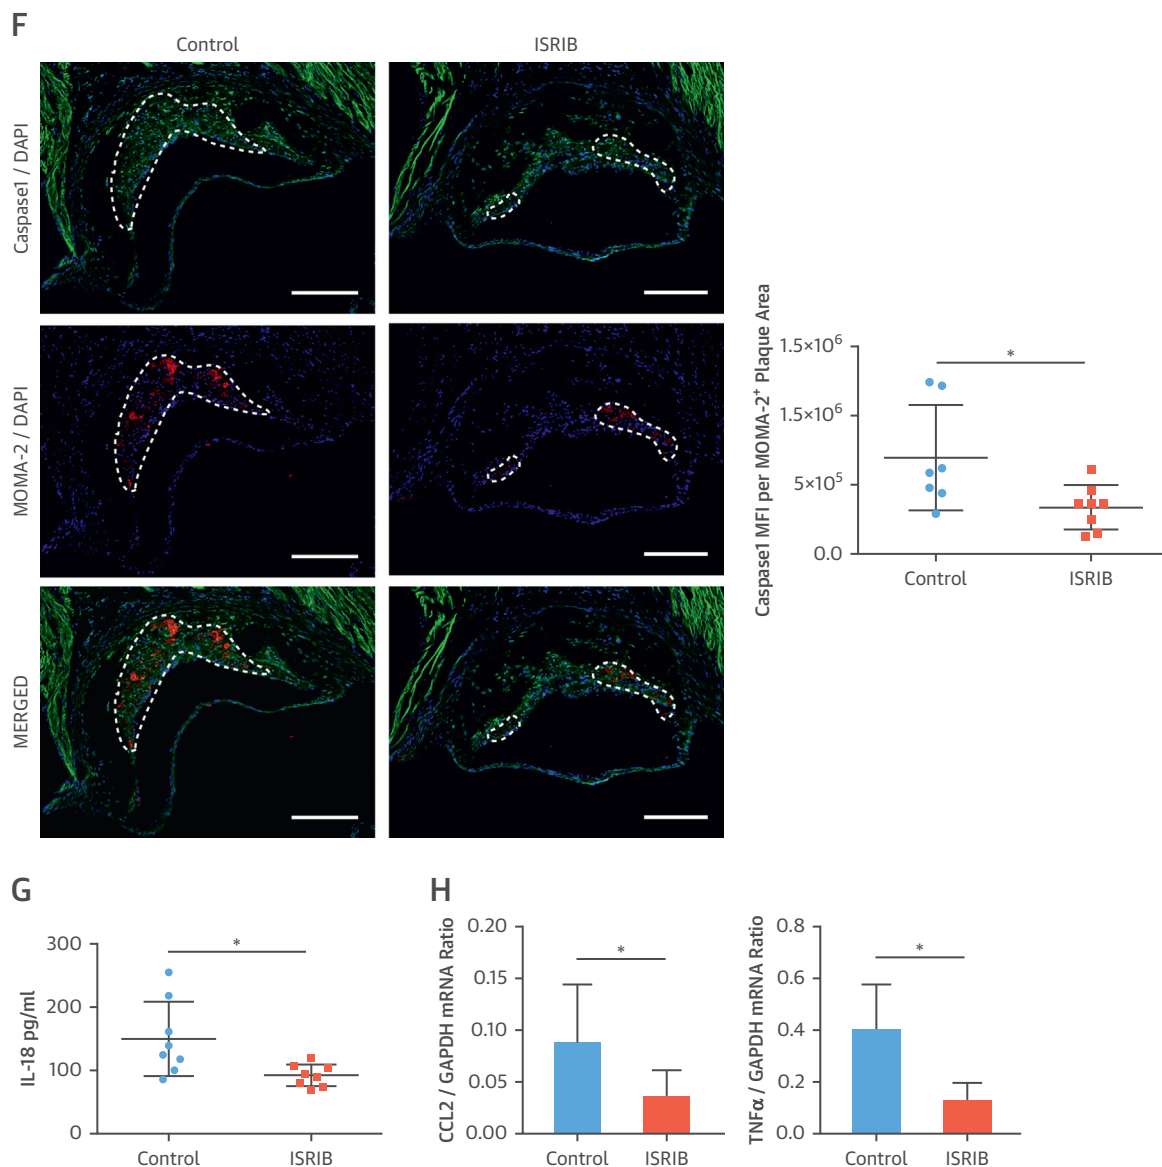 F
Control
ISRIB
Caspase1 / DAPI
MOMA-2 / DAPI
MERGED
Caspase1 MFI per MOMA-2⁺ Plaque Area
1.5×10⁶
1.5×10⁶
5×10⁵
0.0
*
Control
ISRIB
G
IL-18 pg/ml
300
200
100
0
*
Control
ISRIB
H
CCL2 / GAPDH mRNA Ratio
0.20
0.15
0.10
0.05
0.00
*
Control
ISRIB
TNFα / GAPDH mRNA Ratio
0.8
0.6
0.4
0.2
0.0
*
Control
ISRIB